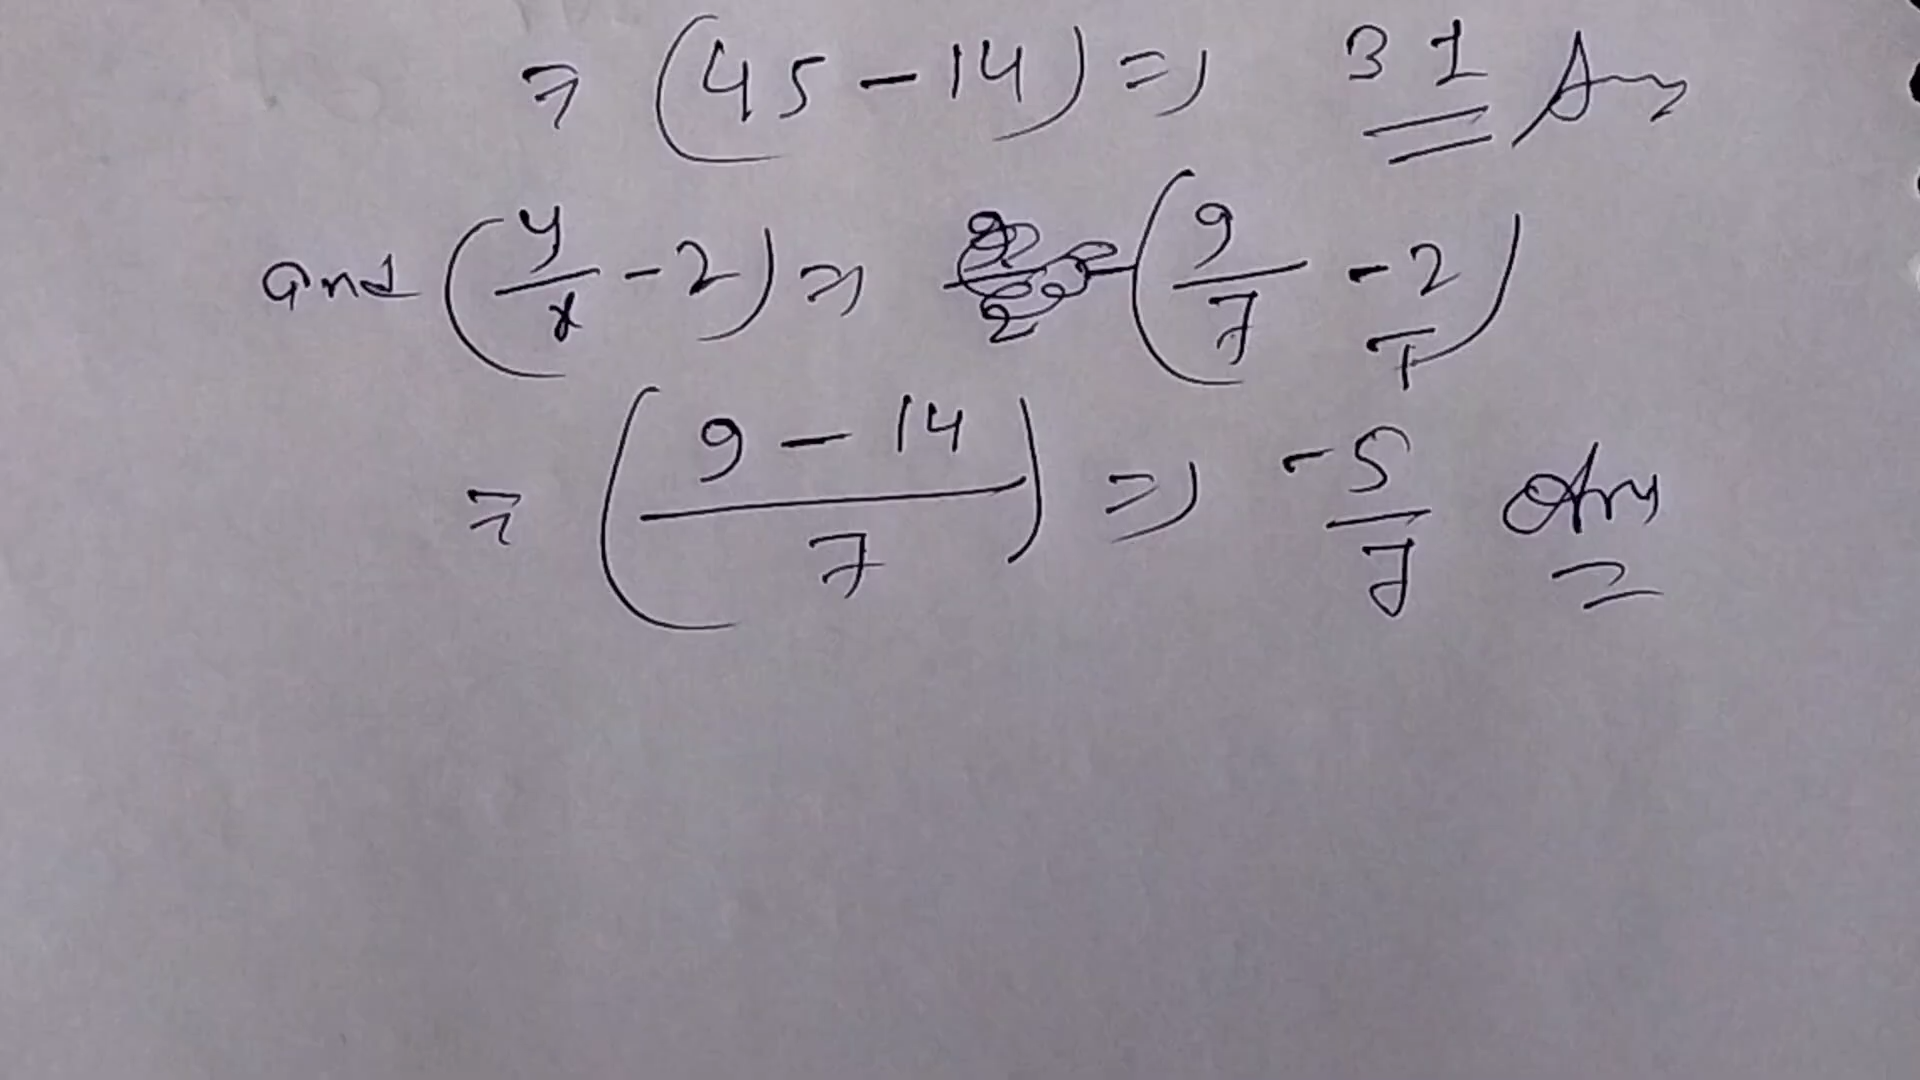 = (45 - 14) => 31 Ans
and (y/x - 2) => (9/7 - 2/1)
= (9 - 14 / 7) => -5/7 Ans